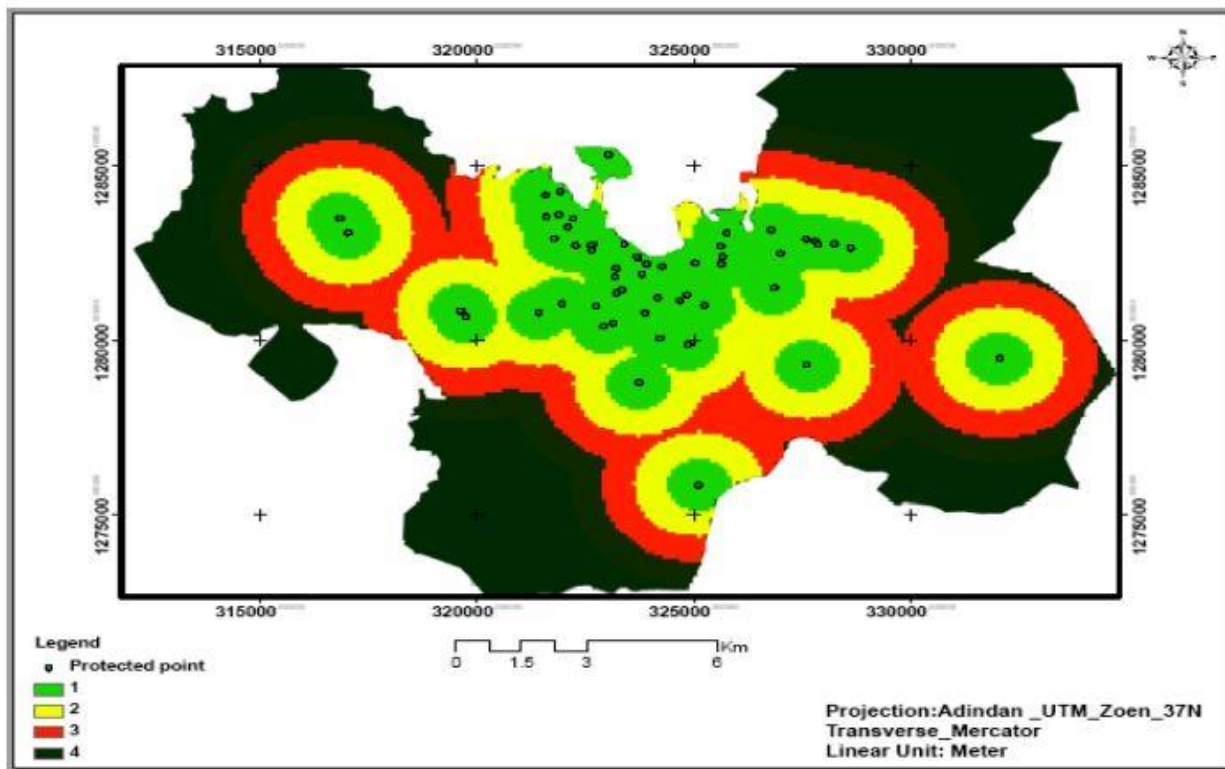 315000 320000 325000 330000
1285000 1285000
1280000 1280000
1275000 1275000
315000 320000 325000 330000
Legend
Protected point
1
2
3
4
0 1.5 3 6 Km
Projection:Adindan _UTM_Zoen_37N
Transverse_Mercator
Linear Unit: Meter